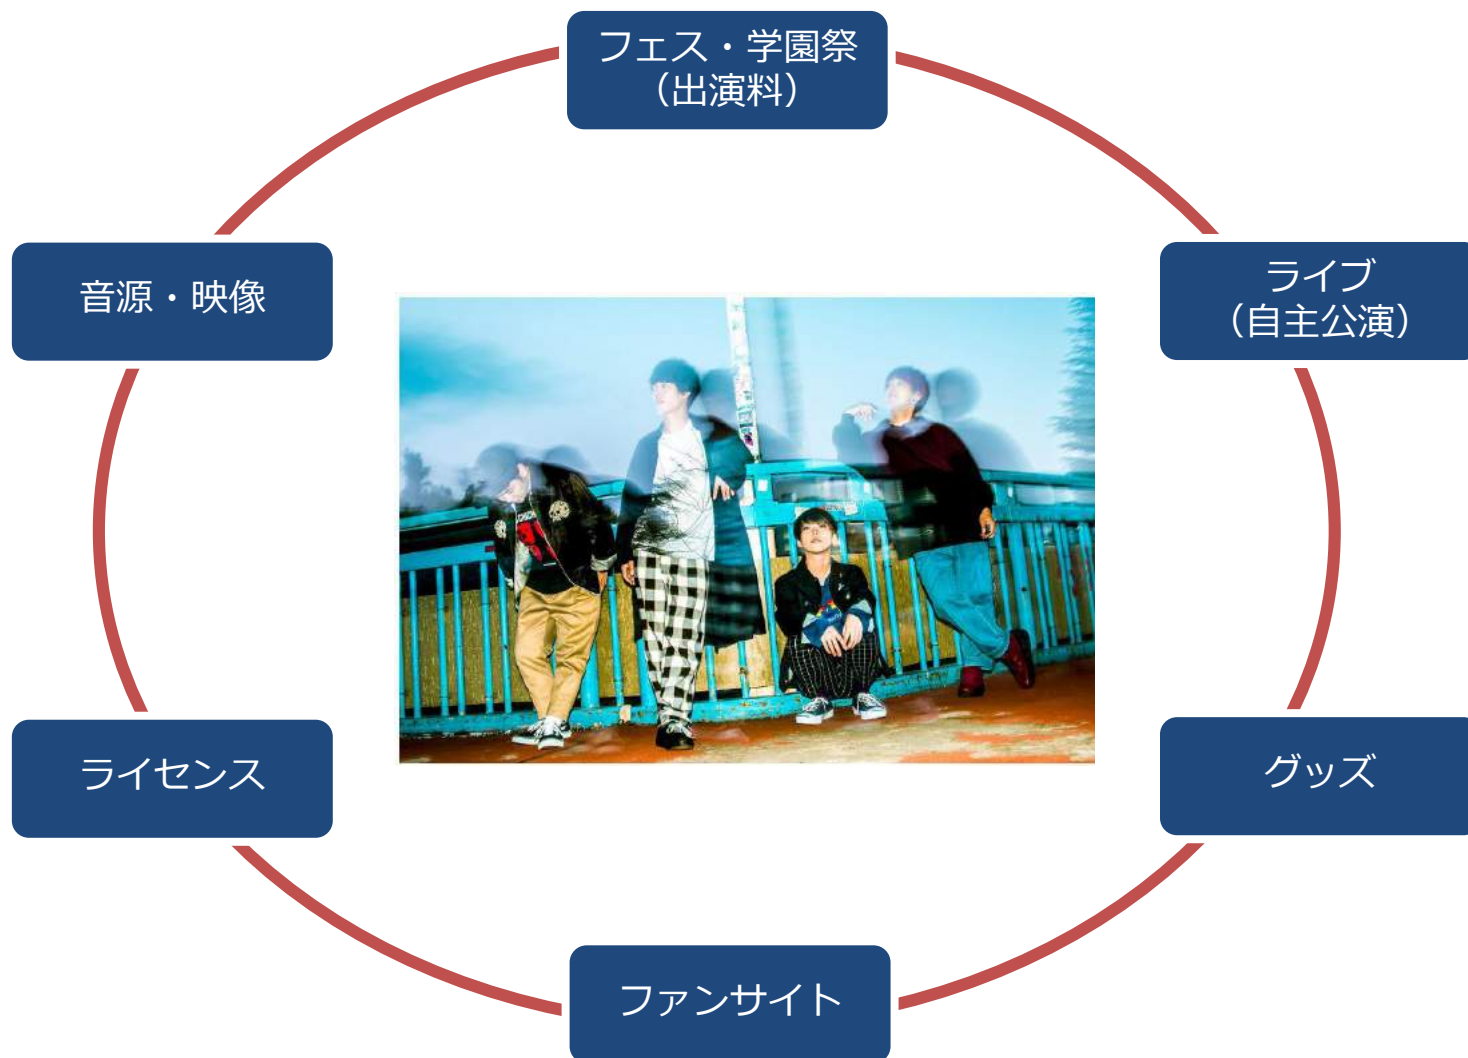 フェス・学園祭
（出演料）
ライブ
（自主公演）
音源・映像
グッズ
ライセンス
ファンサイト